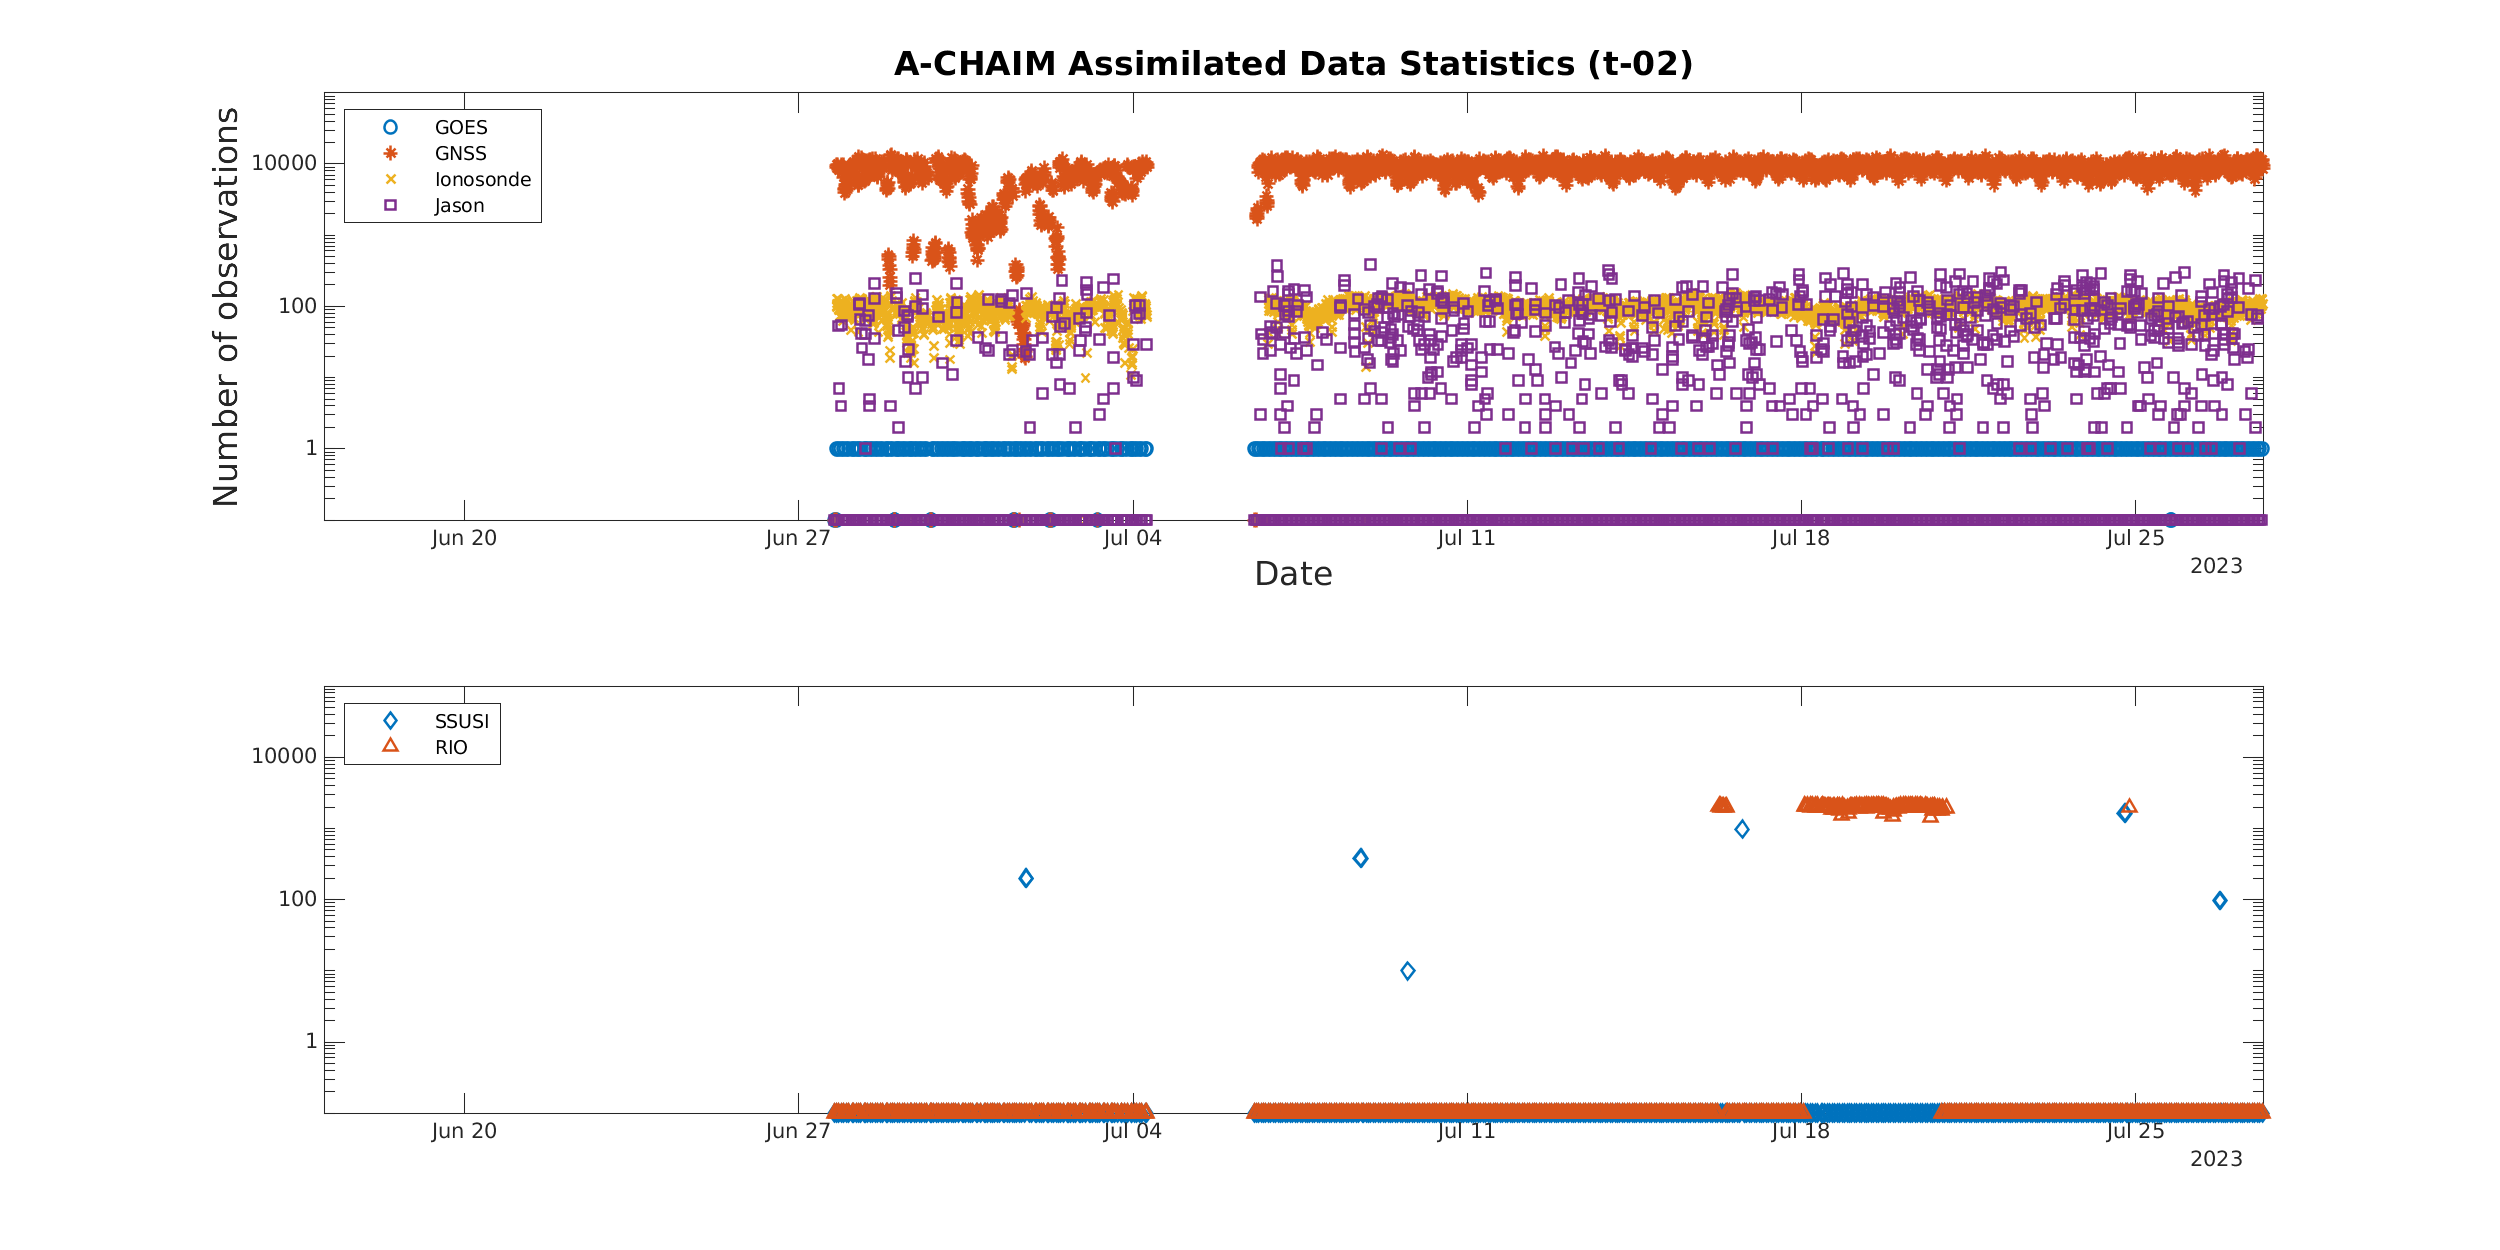 A-CHAIM Assimilated Data Statistics (t-02)
Number of observations
GOES
GNSS
Ionosonde
Jason
10000
100
1
Jun 20
Jun 27
Jul 04
Jul 11
Jul 18
Jul 25
2023
Date
SSUSI
RIO
10000
100
1
Jun 20
Jun 27
Jul 04
Jul 11
Jul 18
Jul 25
2023